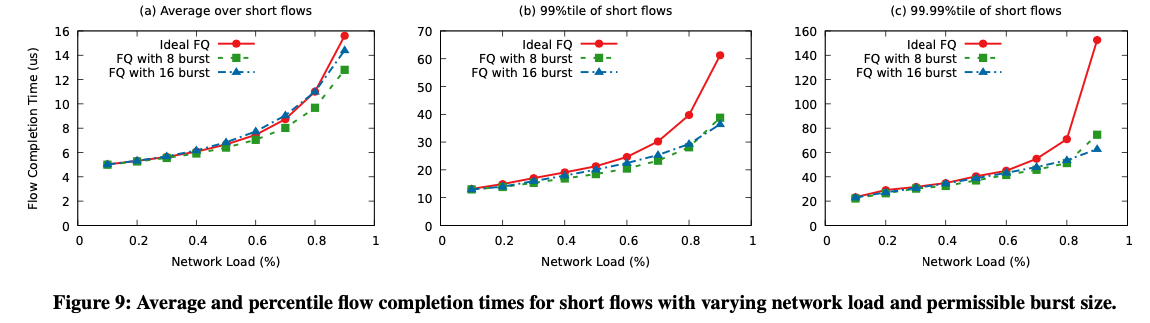 (a) Average over short flows
Flow Completion Time (us)
16
14
12
10
8
6
4
2
0
Ideal FQ
FQ with 8 burst
FQ with 16 burst
0 0.2 0.4 0.6 0.8 1
Network Load (%)
(b) 99%tile of short flows
70
60
50
40
30
20
10
0
Ideal FQ
FQ with 8 burst
FQ with 16 burst
0 0.2 0.4 0.6 0.8 1
Network Load (%)
(c) 99.99%tile of short flows
160
140
120
100
80
60
40
20
0
Ideal FQ
FQ with 8 burst
FQ with 16 burst
0 0.2 0.4 0.6 0.8 1
Network Load (%)
Figure 9: Average and percentile flow completion times for short flows with varying network load and permissible burst size.